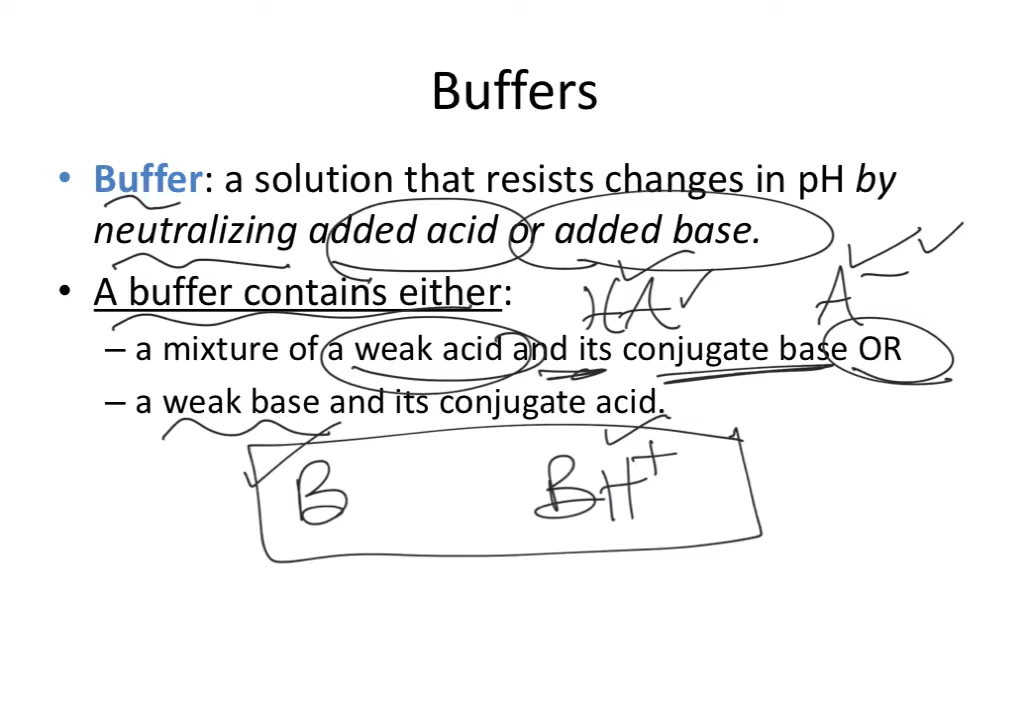 Buffers
• Buffer: a solution that resists changes in pH by
neutralizing added acid or added base.
• A buffer contains either:
HA A⁻
– a mixture of a weak acid and its conjugate base OR
– a weak base and its conjugate acid.
B BH⁺